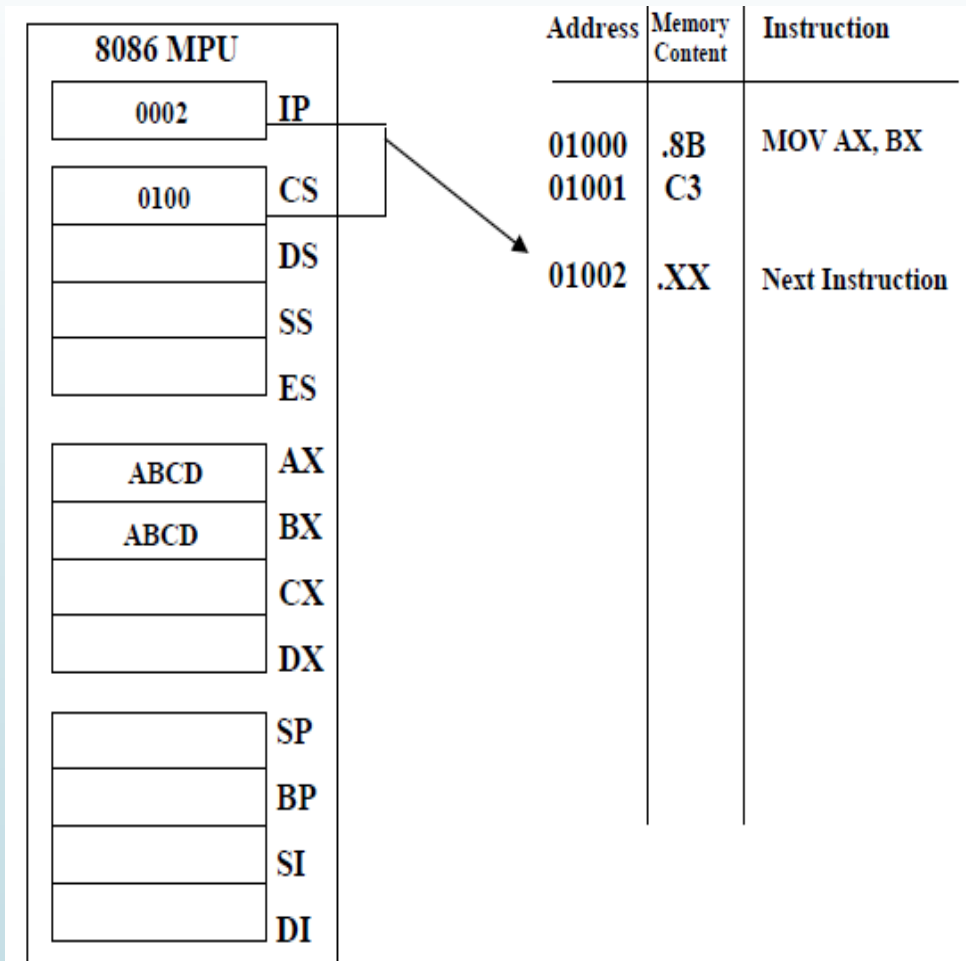 8086 MPU
0002 IP
0100 CS
DS
SS
ES
ABCD AX
ABCD BX
CX
DX
SP
BP
SI
DI
Address Memory Content Instruction
01000 .8B MOV AX, BX
01001 C3
01002 .XX Next Instruction